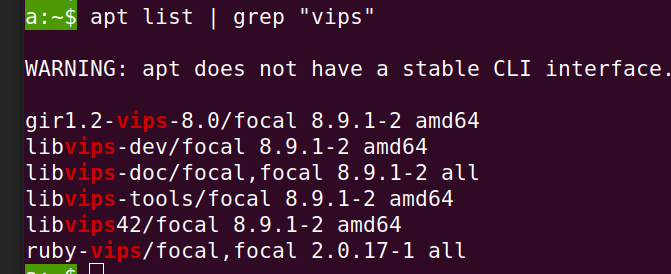 a:~$ apt list | grep "vips"
WARNING: apt does not have a stable CLI interface.
gir1.2-vips-8.0/focal 8.9.1-2 amd64
libvips-dev/focal 8.9.1-2 amd64
libvips-doc/focal,focal 8.9.1-2 all
libvips-tools/focal 8.9.1-2 amd64
libvips42/focal 8.9.1-2 amd64
ruby-vips/focal,focal 2.0.17-1 all
a:~$